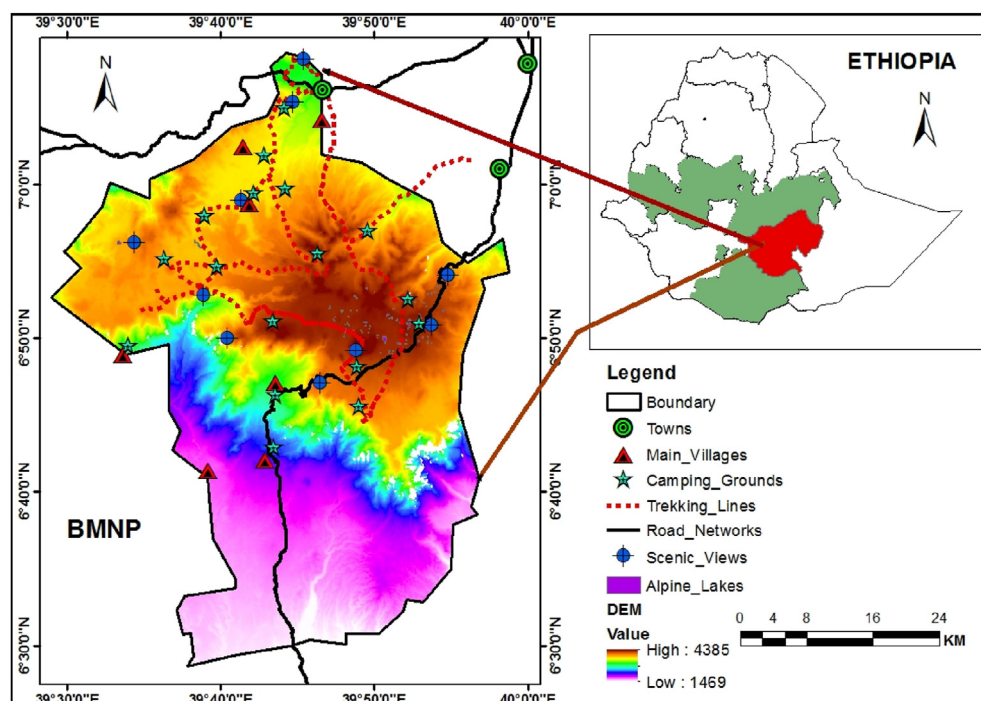 39°30'0"E 39°40'0"E 39°50'0"E 40°0'0"E
N
7°0'0"N
6°50'0"N
6°40'0"N
6°30'0"N
BMNP
7°0'0"N
6°50'0"N
6°40'0"N
6°30'0"N
39°30'0"E 39°40'0"E 39°50'0"E 40°0'0"E
ETHIOPIA
N
Legend
Boundary
Towns
Main_Villages
Camping_Grounds
Trekking_Lines
Road_Networks
Scenic_Views
Alpine_Lakes
DEM
Value
High : 4385
Low : 1469
0 4 8 16 24
KM